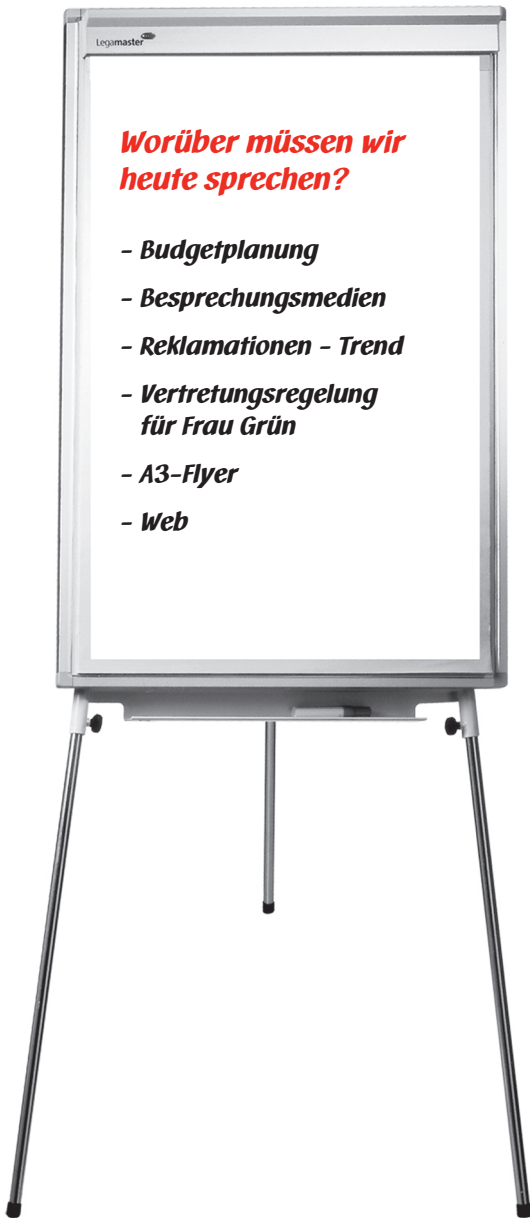 Legamaster
Worüber müssen wir
heute sprechen?
- Budgetplanung
- Besprechungsmedien
- Reklamationen - Trend
- Vertretungsregelung
für Frau Grün
- A3-Flyer
- Web